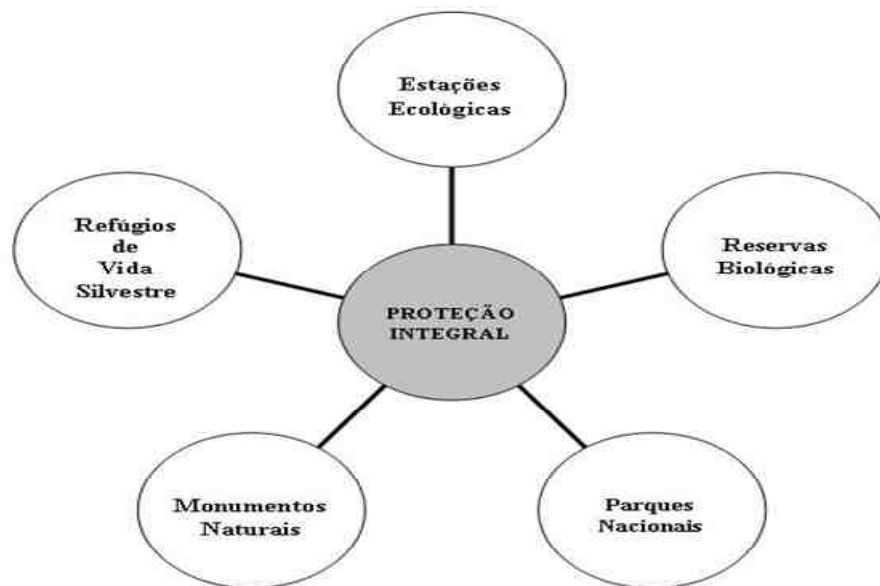 Estações
Ecológicas
Refúgios
de
Vida
Silvestre
Reservas
Biológicas
PROTEÇÃO
INTEGRAL
Monumentos
Naturais
Parques
Nacionais